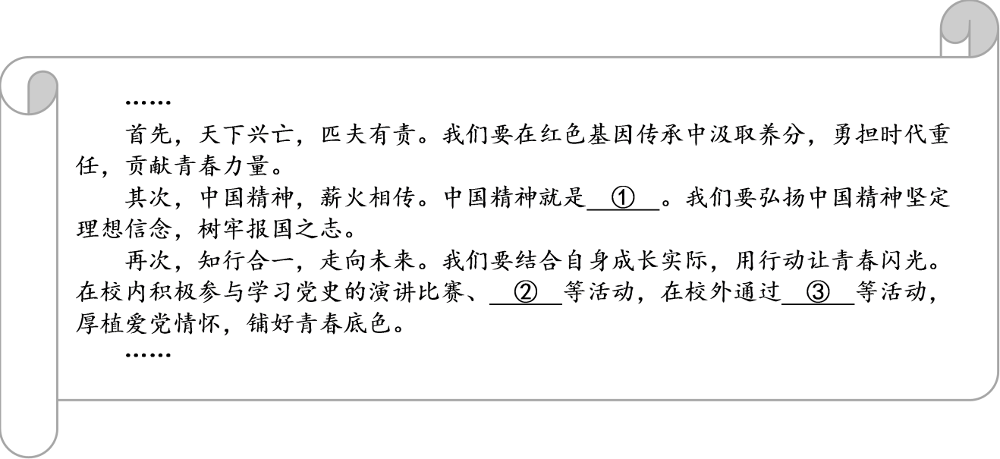 ……
首先，天下兴亡，匹夫有责。我们要在红色基因传承中汲取养分，勇担时代重
任，贡献青春力量。
其次，中国精神，薪火相传。中国精神就是 ① 。我们要弘扬中国精神坚定
理想信念，树牢报国之志。
再次，知行合一，走向未来。我们要结合自身成长实际，用行动让青春闪光。
在校内积极参与学习党史的演讲比赛、 ② 等活动，在校外通过 ③ 等活动，
厚植爱党情怀，铺好青春底色。
……